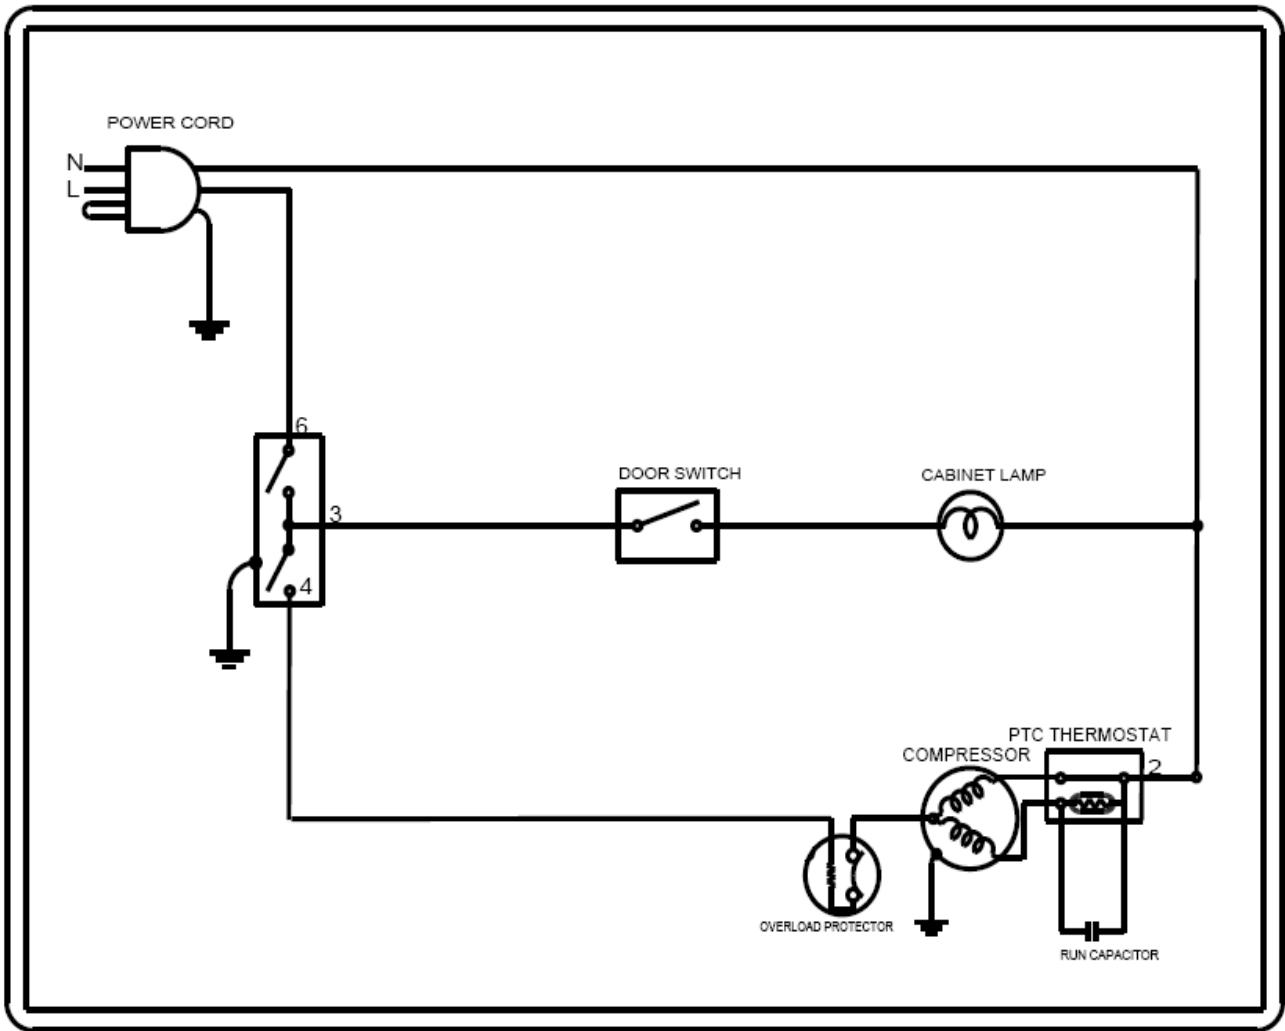 POWER CORD
N
L
6
DOOR SWITCH
CABINET LAMP
3
4
PTC THERMOSTAT
COMPRESSOR
2
OVERLOAD PROTECTOR
RUN CAPACITOR